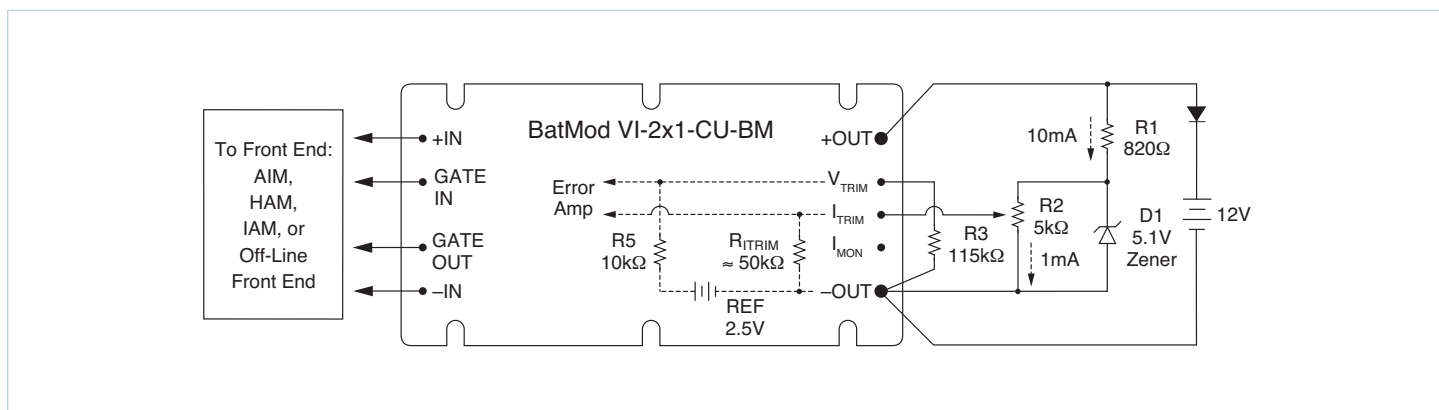 To Front End:
AIM,
HAM,
IAM, or
Off-Line
Front End
BatMod VI-2x1-CU-BM
+IN
GATE
IN
GATE
OUT
–IN
Error
Amp
R5
10kΩ
RITRIM
≈ 50kΩ
REF
2.5V
+OUT
VTRIM
ITRIM
IMON
–OUT
R3
115kΩ
10mA
R1
820Ω
R2
5kΩ
1mA
D1
5.1V
Zener
12V